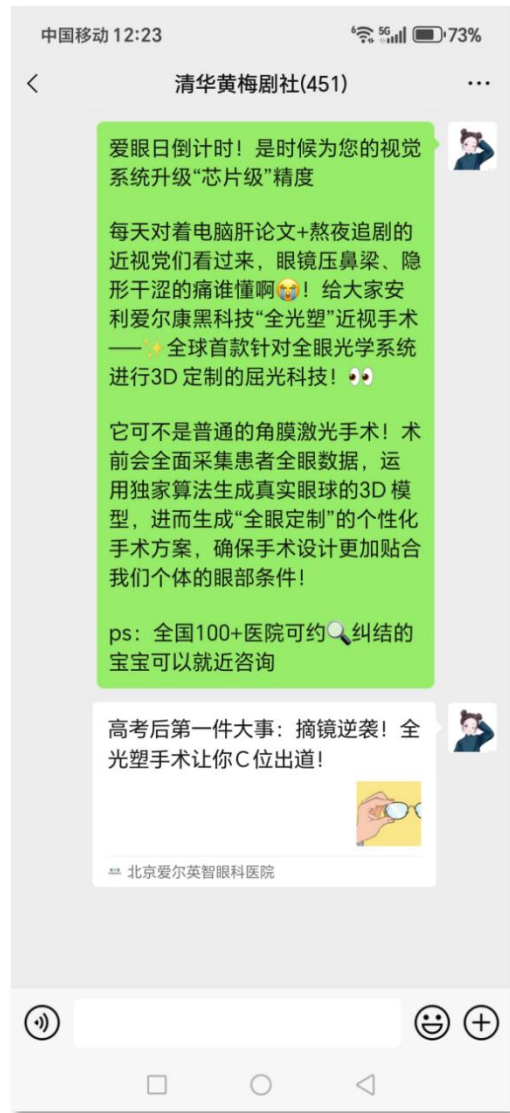 中国移动 12:23
6 5G 73%
清华黄梅剧社(451)
爱眼日倒计时！是时候为您的视觉
系统升级“芯片级”精度
每天对着电脑肝论文+熬夜追剧的
近视党们看过来，眼镜压鼻梁、隐
形干涩的痛谁懂啊😭！给大家安
利爱尔康黑科技“全光塑”近视手术
——✨全球首款针对全眼光学系统
进行3D 定制的屈光科技！👀
它可不是普通的角膜激光手术！术
前会全面采集患者全眼数据，运
用独家算法生成真实眼球的3D 模
型，进而生成“全眼定制”的个性化
手术方案，确保手术设计更加贴合
我们个体的眼部条件！
ps：全国100+医院可约🔍纠结的
宝宝可以就近咨询
高考后第一件大事：摘镜逆袭！全
光塑手术让你C位出道！
北京爱尔英智眼科医院